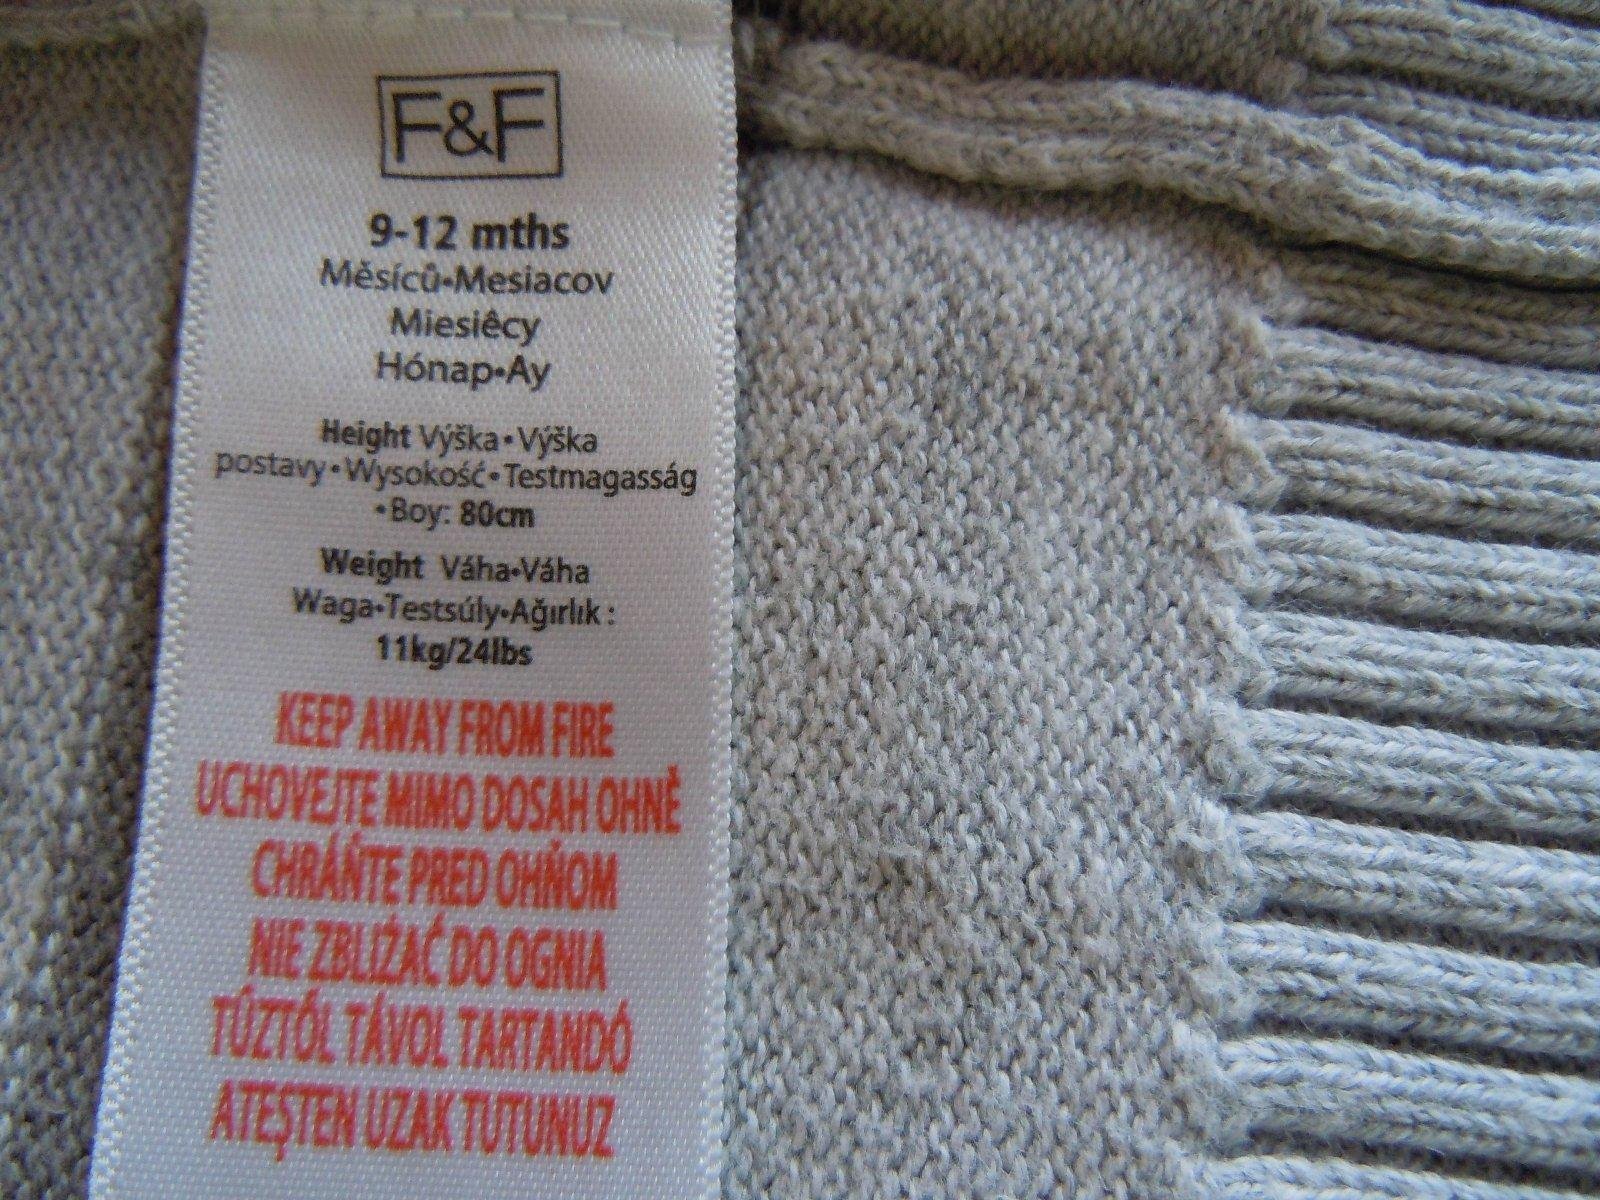 F&F
9-12 mths
Měsíců•Mesiacov
Miesiêcy
Hónap•Ay
Height Výška•Výška
postavy•Wysokość•Testmagasság
•Boy: 80cm
Weight Váha•Váha
Waga•Testsúly•Ağırlık:
11kg/24lbs
KEEP AWAY FROM FIRE
UCHOVEJTE MIMO DOSAH OHNĚ
CHRÁŇTE PRED OHŇOM
NIE ZBLIŻAĆ DO OGNIA
TŰZTŐL TÁVOL TARTANDÓ
ATEŞTEN UZAK TUTUNUZ